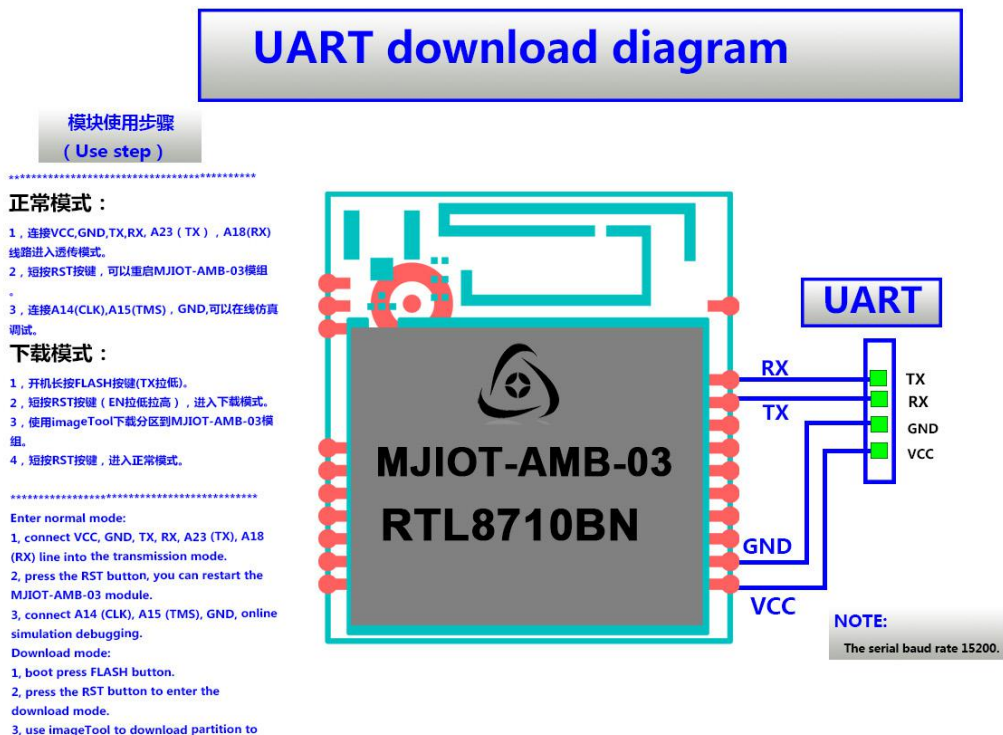 UART download diagram
模块使用步骤
( Use step )
*******************************************
正常模式：
1，连接VCC,GND,TX,RX, A23（TX），A18(RX)
线路进入透传模式。
2，短按RST按键，可以重启MJIOT-AMB-03模组
。
3，连接A14(CLK),A15(TMS)，GND,可以在线仿真
调试。
下载模式：
1，开机长按FLASH按键(TX拉低)。
2，短按RST按键（EN拉低拉高），进入下载模式。
3，使用imageTool下载分区到MJIOT-AMB-03模
组。
4，短按RST按键，进入正常模式。
*******************************************
Enter normal mode:
1, connect VCC, GND, TX, RX, A23 (TX), A18
(RX) line into the transmission mode.
2, press the RST button, you can restart the
MJIOT-AMB-03 module.
3, connect A14 (CLK), A15 (TMS), GND, online
simulation debugging.
Download mode:
1, boot press FLASH button.
2, press the RST button to enter the
download mode.
3, use imageTool to download partition to
MJIOT-AMB-03
RTL8710BN
UART
RX
TX
GND
VCC
TX
RX
GND
VCC
NOTE:
The serial baud rate 15200.